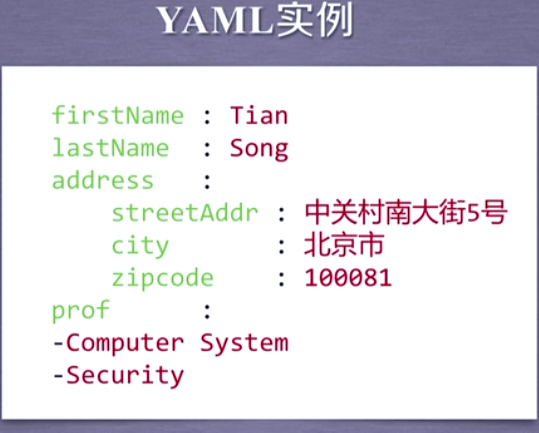 YAML实例
firstName : Tian
lastName  : Song
address   :
    streetAddr : 中关村南大街5号
    city       : 北京市
    zipcode    : 100081
prof      :
-Computer System
-Security